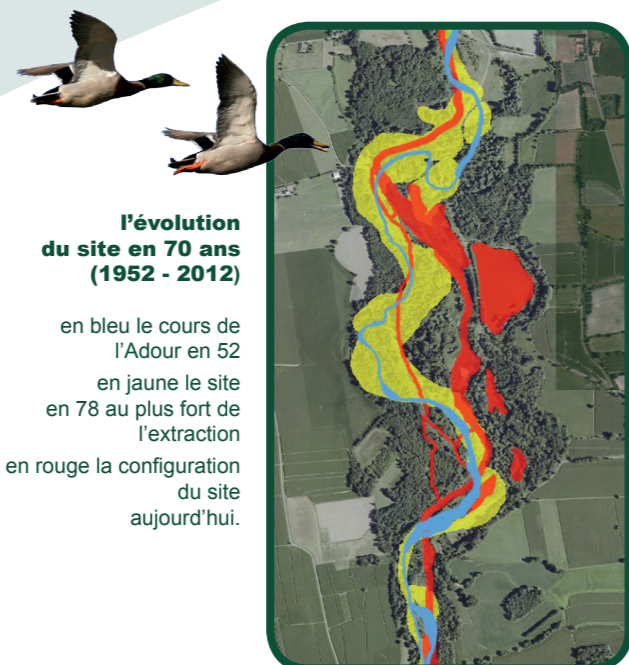 l'évolution
du site en 70 ans
(1952 - 2012)
en bleu le cours de
l'Adour en 52
en jaune le site
en 78 au plus fort de
l'extraction
en rouge la configuration
du site
aujourd'hui.